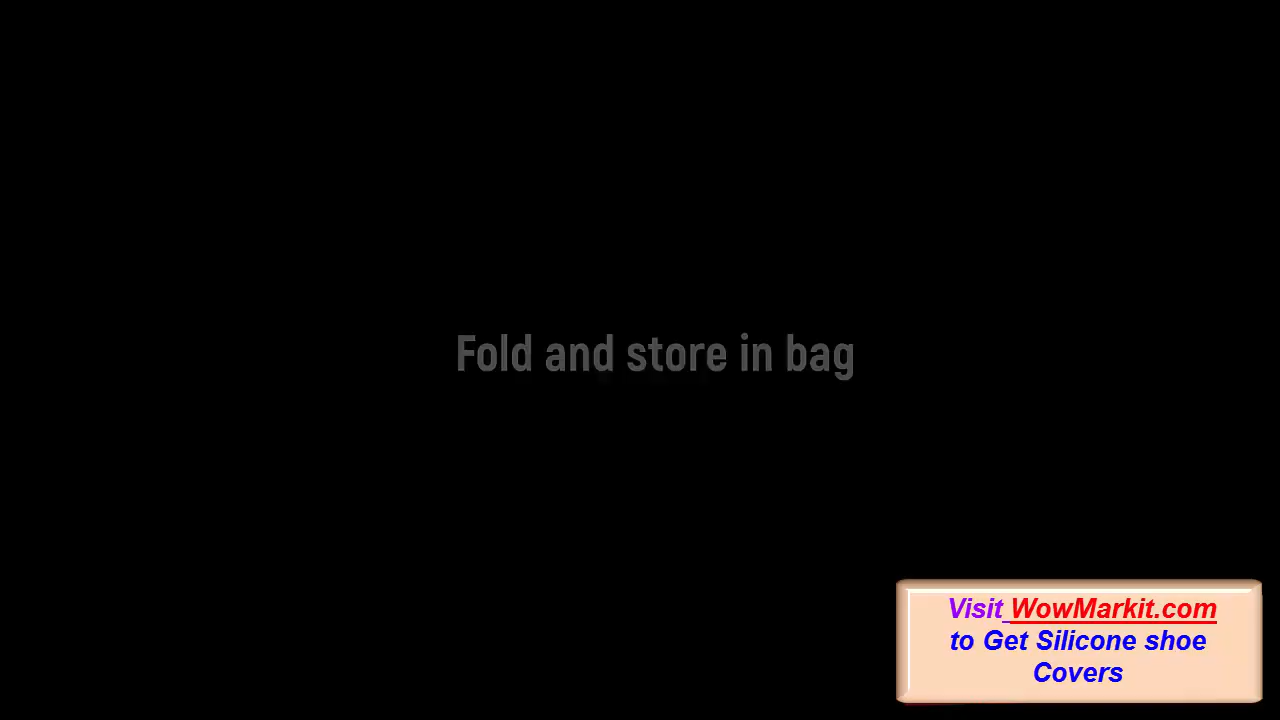 Fold and store in bag
Visit WowMarkit.com
to Get Silicone shoe
Covers